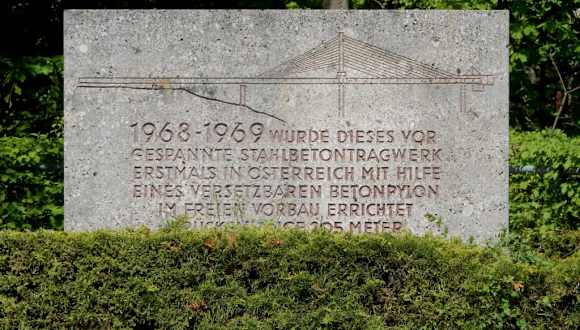 1968-1969 WURDE DIESES VOR
GESPANNTE STAHLBETONTRAGWERK
ERSTMALS IN ÖSTERREICH MIT HILFE
EINES VERSETZBAREN BETONPYLON
IM FREIEN VORBAU ERRICHTET
205 METER